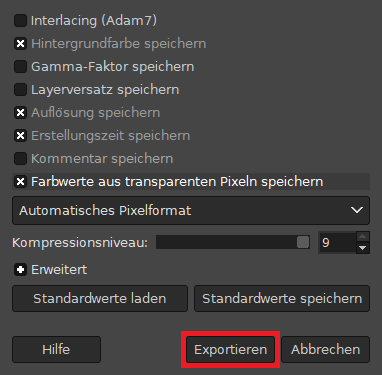 Interlacing (Adam7)
Hintergrundfarbe speichern
Gamma-Faktor speichern
Layerversatz speichern
Auflösung speichern
Erstellungszeit speichern
Kommentar speichern
Farbwerte aus transparenten Pixeln speichern
Automatisches Pixelformat
Kompressionsniveau: 9
Erweitert
Standardwerte laden Standardwerte speichern
Hilfe Exportieren Abbrechen